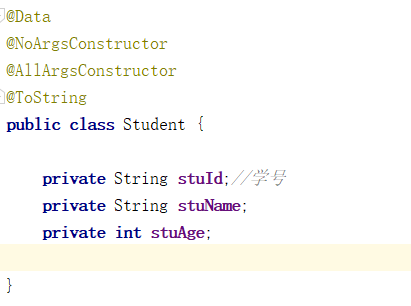 @Data
@NoArgsConstructor
@AllArgsConstructor
@ToString
public class Student {
private String stuId;//学号
private String stuName;
private int stuAge;
}